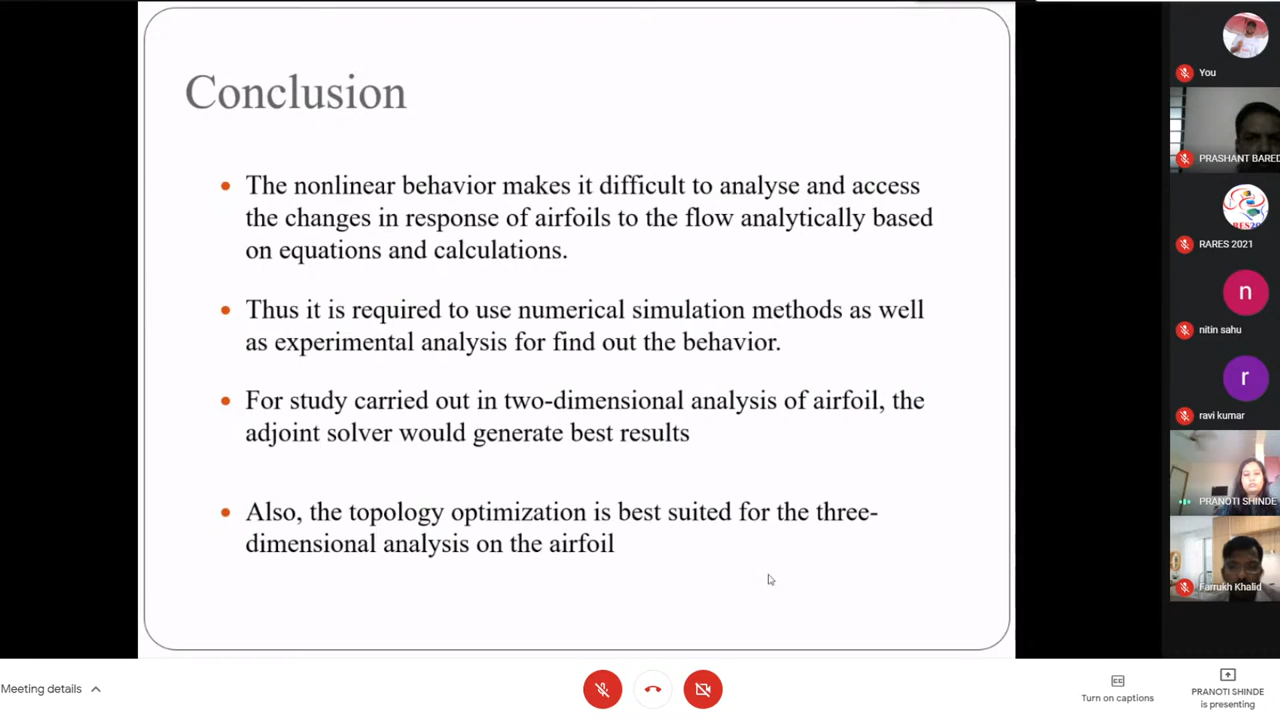 Conclusion
The nonlinear behavior makes it difficult to analyse and access
the changes in response of airfoils to the flow analytically based
on equations and calculations.
Thus it is required to use numerical simulation methods as well
as experimental analysis for find out the behavior.
For study carried out in two-dimensional analysis of airfoil, the
adjoint solver would generate best results
Also, the topology optimization is best suited for the three-
dimensional analysis on the airfoil
You
PRASHANT BARED
RARES 2021
n
nitin sahu
r
ravi kumar
PRANOTI SHINDE
Farrukh Khalid
Meeting details
Turn on captions
PRANOTI SHINDE
is presenting